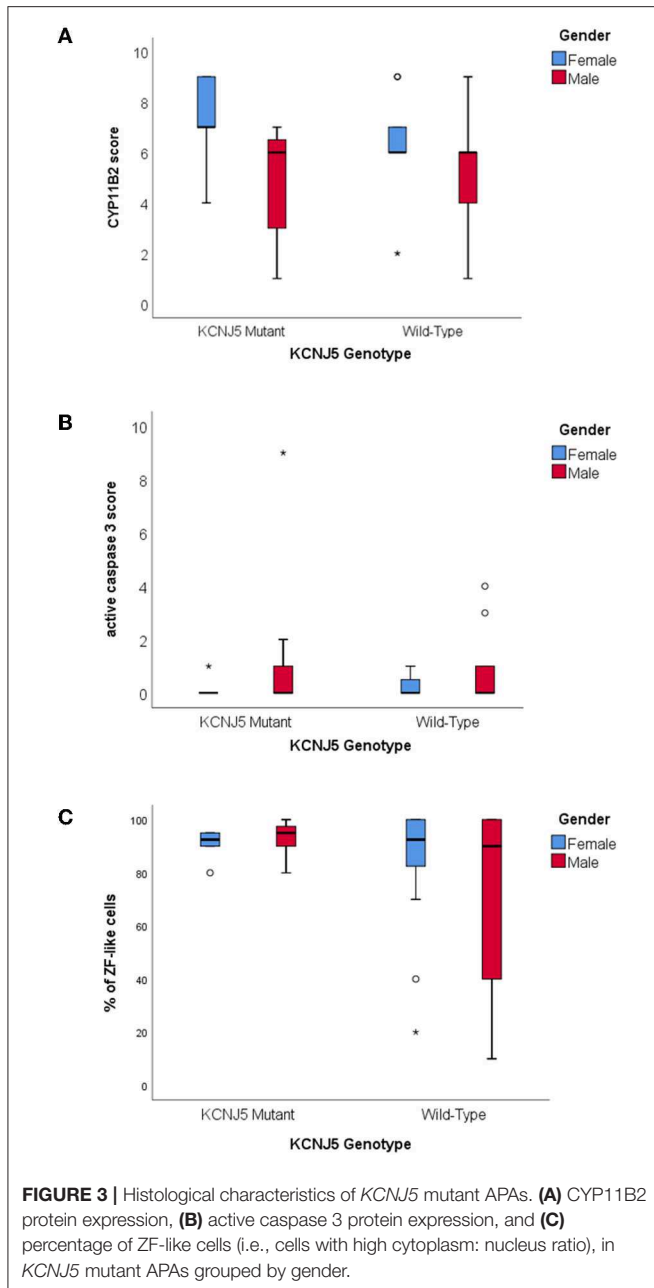 A
Gender
Female
Male
10
8
6
4
2
0
CYP11B2 score
KCNJ5 Mutant
Wild-Type
KCNJ5 Genotype
B
Gender
Female
Male
10
8
6
4
2
0
active caspase 3 score
KCNJ5 Mutant
Wild-Type
KCNJ5 Genotype
C
Gender
Female
Male
100
80
60
40
20
0
% of ZF-like cells
KCNJ5 Mutant
Wild-Type
KCNJ5 Genotype
FIGURE 3 | Histological characteristics of KCNJ5 mutant APAs. (A) CYP11B2
protein expression, (B) active caspase 3 protein expression, and (C)
percentage of ZF-like cells (i.e., cells with high cytoplasm: nucleus ratio), in
KCNJ5 mutant APAs grouped by gender.